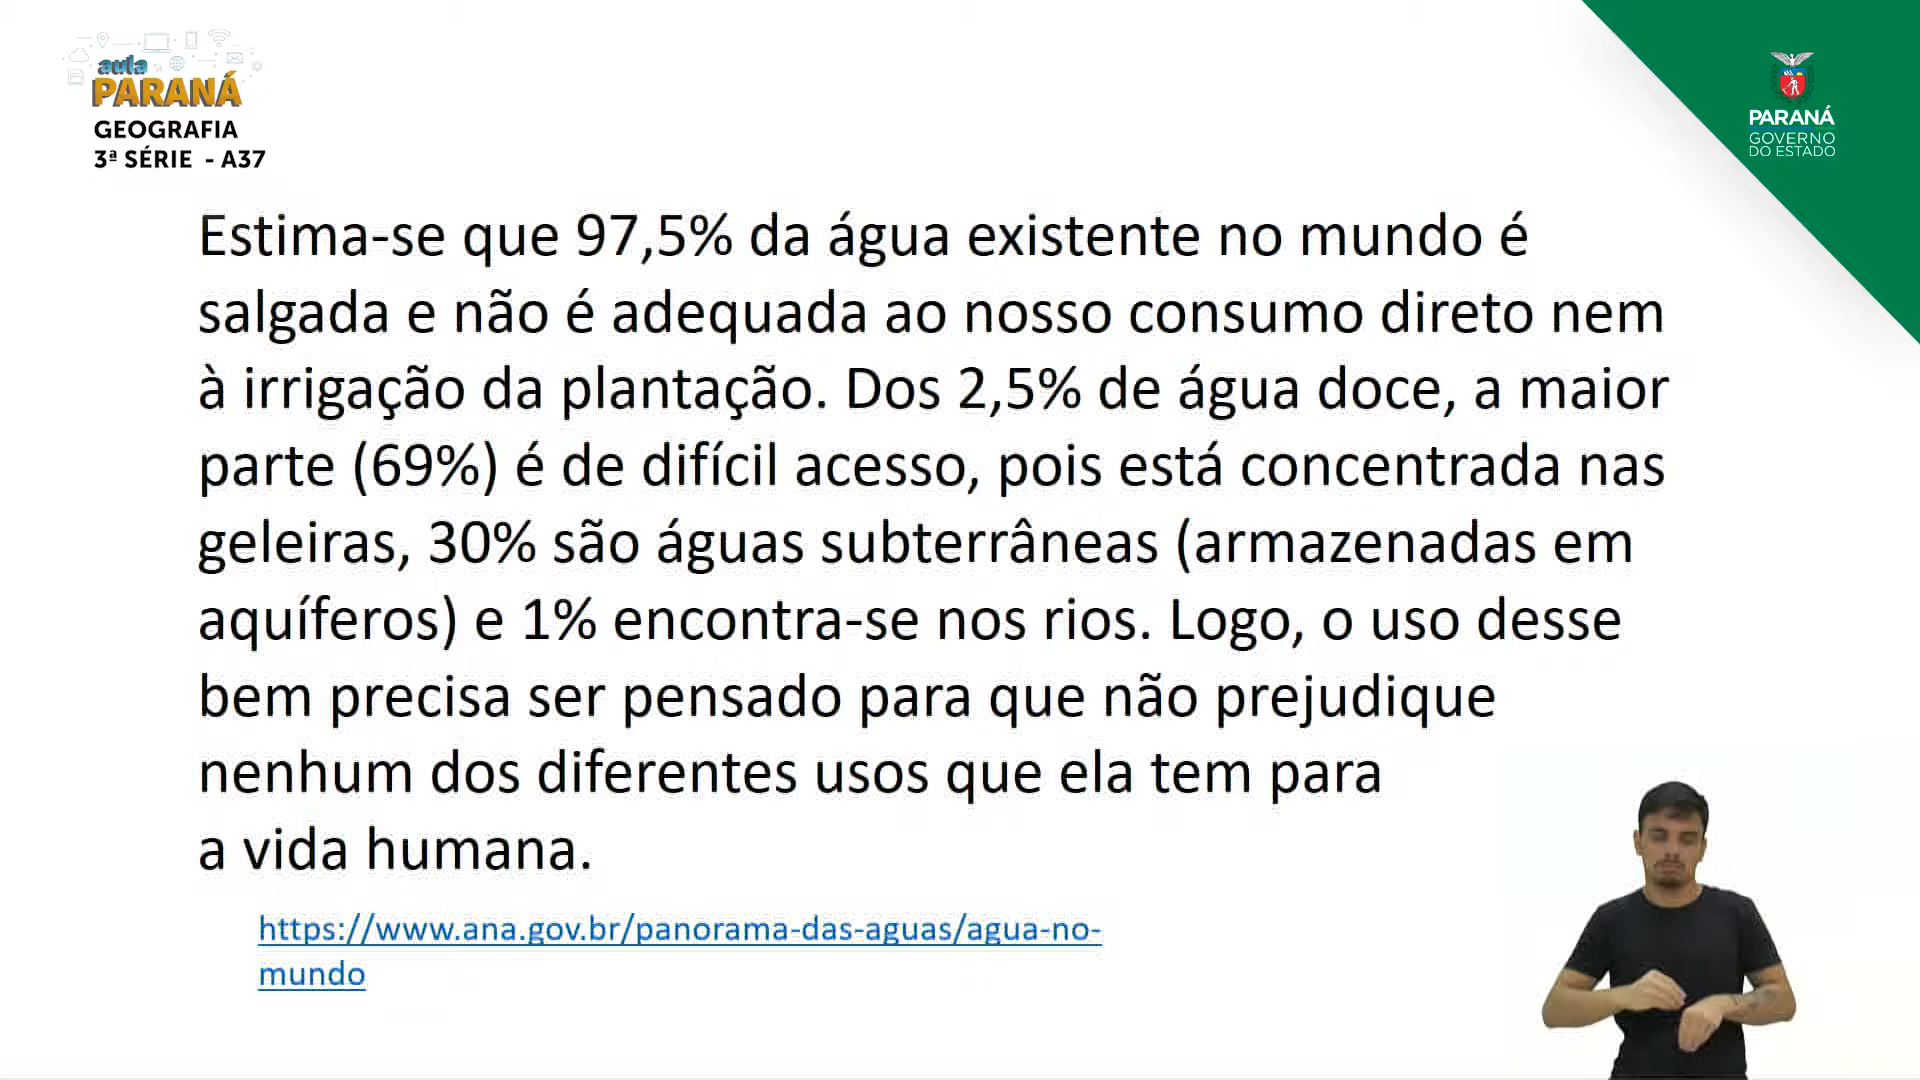 aula
PARANÁ
GEOGRAFIA
3ª SÉRIE - A37
PARANÁ
GOVERNO
DO ESTADO
Estima-se que 97,5% da água existente no mundo é
salgada e não é adequada ao nosso consumo direto nem
à irrigação da plantação. Dos 2,5% de água doce, a maior
parte (69%) é de difícil acesso, pois está concentrada nas
geleiras, 30% são águas subterrâneas (armazenadas em
aquíferos) e 1% encontra-se nos rios. Logo, o uso desse
bem precisa ser pensado para que não prejudique
nenhum dos diferentes usos que ela tem para
a vida humana.
https://www.ana.gov.br/panorama-das-aguas/agua-no-
mundo